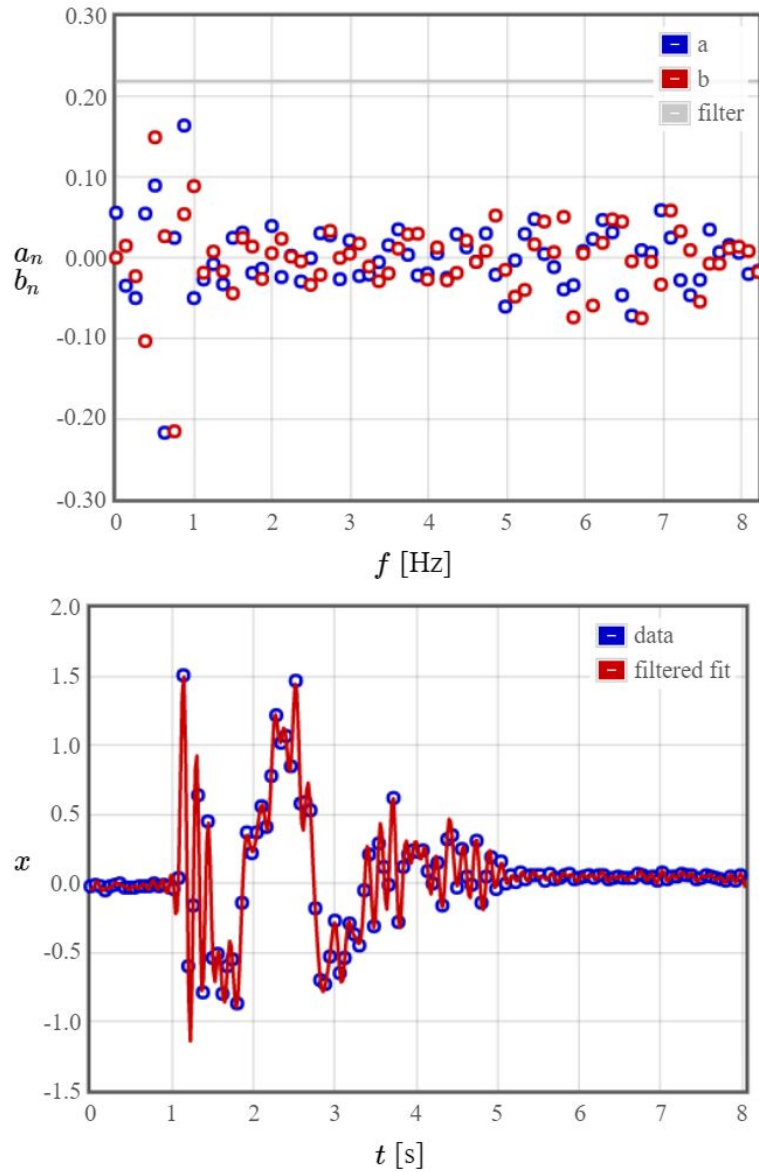 0.30
a
b
filter
0.20
0.10
a_n
b_n
0.00
-0.10
-0.20
-0.30
0 1 2 3 4 5 6 7 8
f [Hz]
2.0
data
filtered fit
1.5
1.0
0.5
x
0.0
-0.5
-1.0
-1.5
0 1 2 3 4 5 6 7 8
t [s]